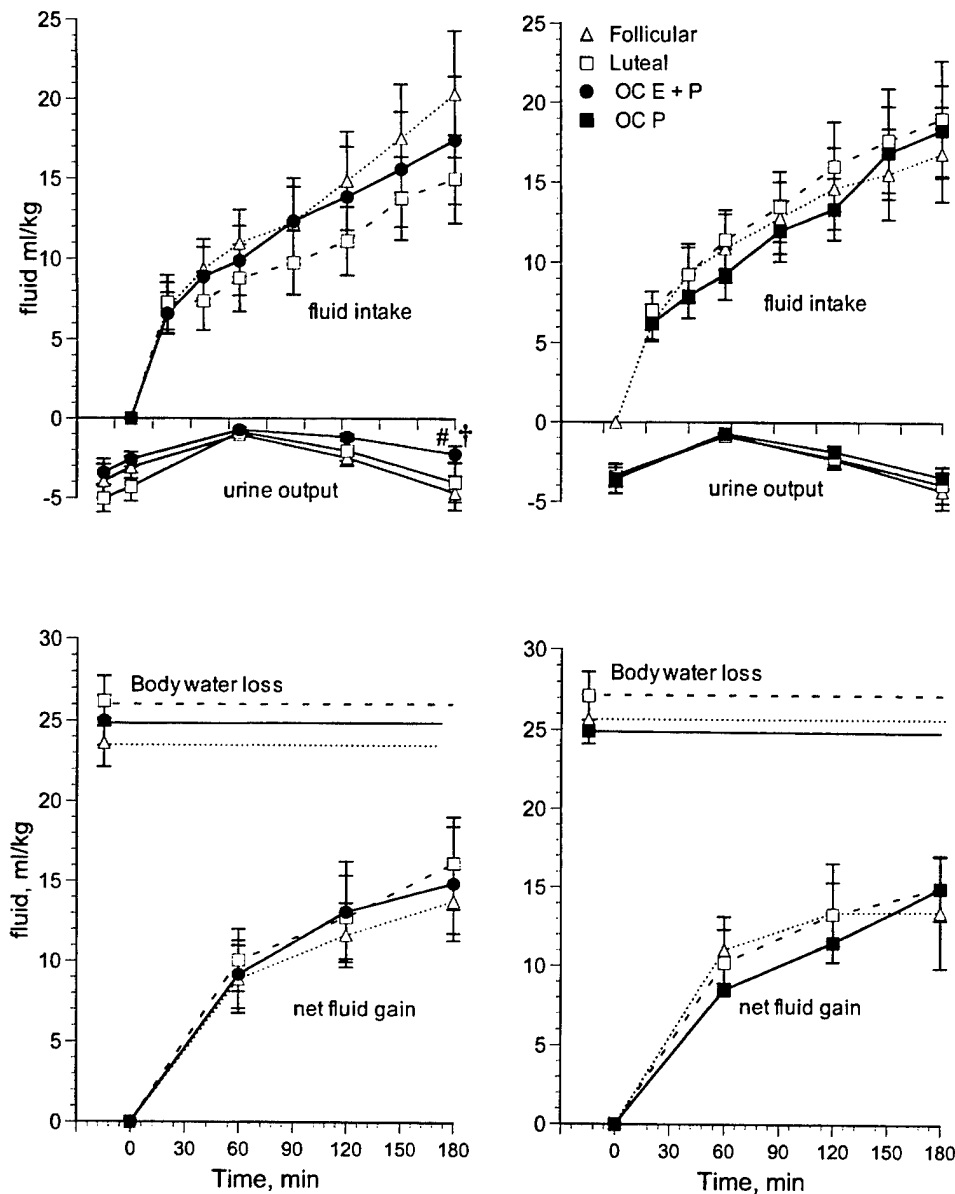 25
20
15
10
5
0
-5
fluid ml/kg
fluid intake
# †
urine output
25
20
15
10
5
0
-5
Follicular
Luteal
OC E + P
OC P
fluid intake
urine output
30
25
20
15
10
5
0
fluid, ml/kg
Body water loss
net fluid gain
0 30 60 90 120 150 180
Time, min
30
25
20
15
10
5
0
Body water loss
net fluid gain
0 30 60 90 120 150 180
Time, min